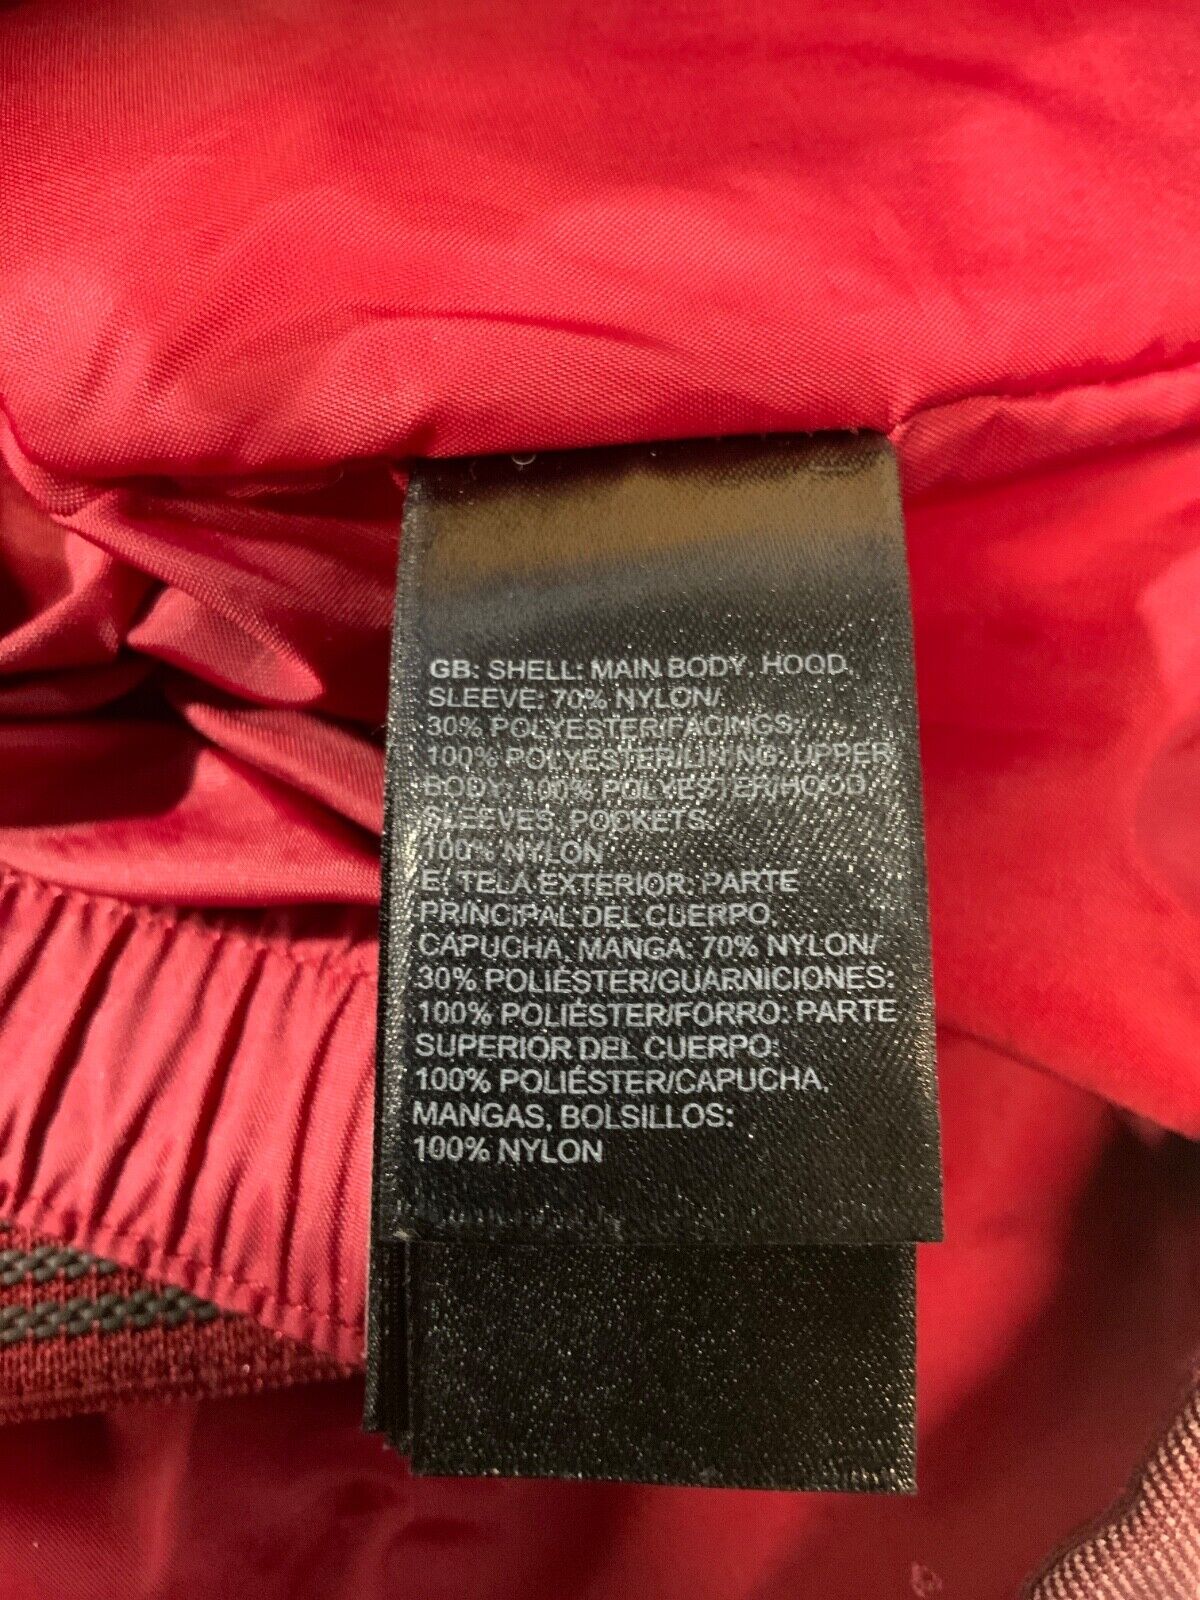 GB: SHELL: MAIN BODY, HOOD,
SLEEVE: 70% NYLON/
30% POLYESTER/FACINGS:
100% POLYESTER/LINING: UPPER
BODY: 100% POLYESTER/HOOD,
SLEEVES, POCKETS:
100% NYLON
E: TELA EXTERIOR: PARTE
PRINCIPAL DEL CUERPO,
CAPUCHA, MANGA: 70% NYLON/
30% POLIÉSTER/GUARNICIONES:
100% POLIÉSTER/FORRO: PARTE
SUPERIOR DEL CUERPO:
100% POLIÉSTER/CAPUCHA,
MANGAS, BOLSILLOS:
100% NYLON